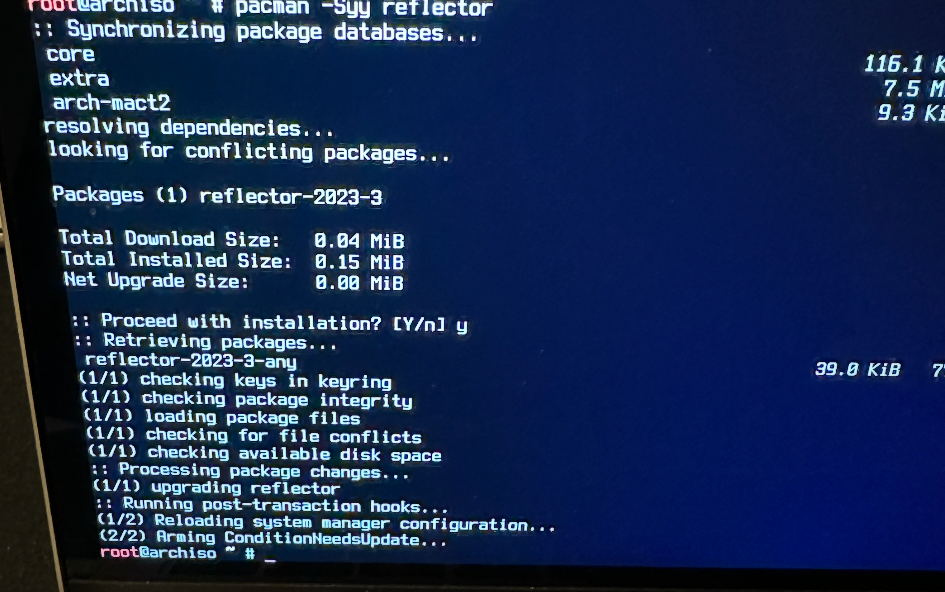 root@archiso # pacman -Syy reflector
:: Synchronizing package databases...
core 116.1 K
extra 7.5 M
arch-mact2 9.3 Ki
resolving dependencies...
looking for conflicting packages...
Packages (1) reflector-2023-3
Total Download Size: 0.04 MiB
Total Installed Size: 0.15 MiB
Net Upgrade Size: 0.00 MiB
:: Proceed with installation? [Y/n] y
:: Retrieving packages...
reflector-2023-3-any 39.0 KiB 7
(1/1) checking keys in keyring
(1/1) checking package integrity
(1/1) loading package files
(1/1) checking for file conflicts
(1/1) checking available disk space
:: Processing package changes...
(1/1) upgrading reflector
:: Running post-transaction hooks...
(1/2) Reloading system manager configuration...
(2/2) Arming ConditionNeedsUpdate...
root@archiso ~ # _